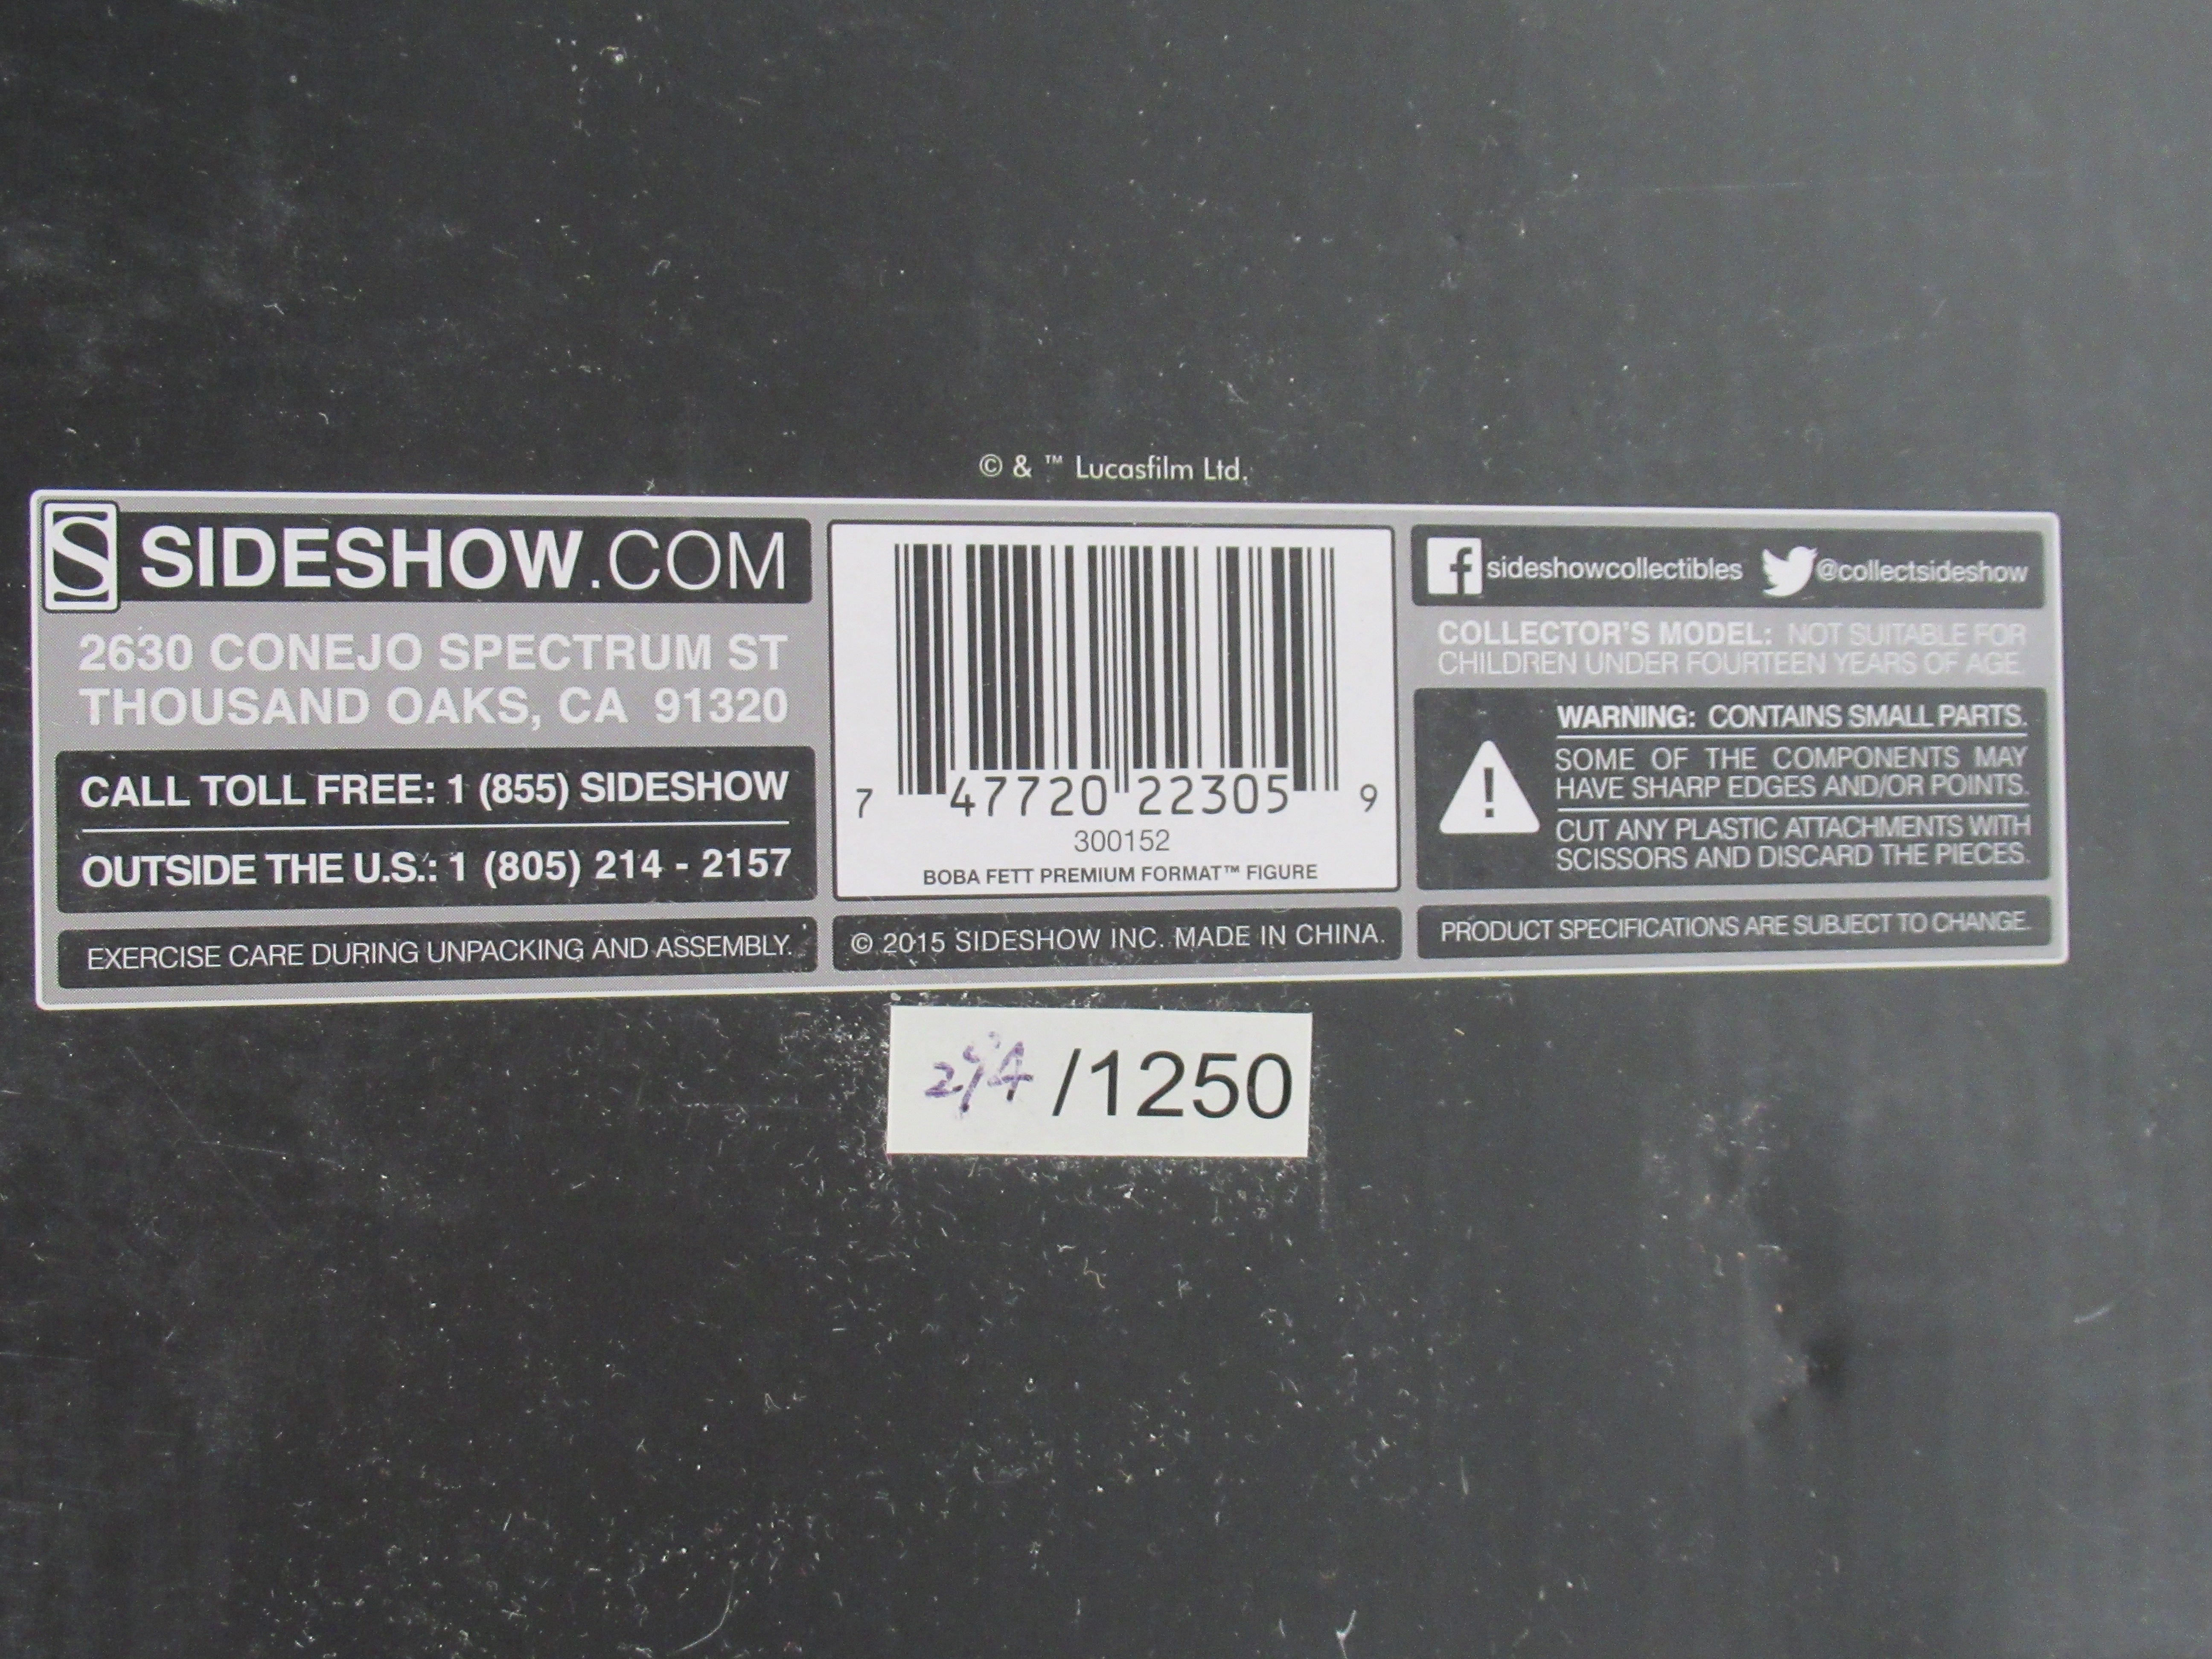 © & ™ Lucasfilm Ltd.
SIDESHOW.COM
2630 CONEJO SPECTRUM ST
THOUSAND OAKS, CA 91320
CALL TOLL FREE: 1 (855) SIDESHOW
OUTSIDE THE U.S.: 1 (805) 214 - 2157
EXERCISE CARE DURING UNPACKING AND ASSEMBLY.
7 47720 22305 9
300152
BOBA FETT PREMIUM FORMAT™ FIGURE
© 2015 SIDESHOW INC. MADE IN CHINA.
sideshowcollectibles @collectsideshow
COLLECTOR'S MODEL: NOT SUITABLE FOR
CHILDREN UNDER FOURTEEN YEARS OF AGE.
WARNING: CONTAINS SMALL PARTS.
SOME OF THE COMPONENTS MAY
HAVE SHARP EDGES AND/OR POINTS.
CUT ANY PLASTIC ATTACHMENTS WITH
SCISSORS AND DISCARD THE PIECES.
PRODUCT SPECIFICATIONS ARE SUBJECT TO CHANGE.
/1250